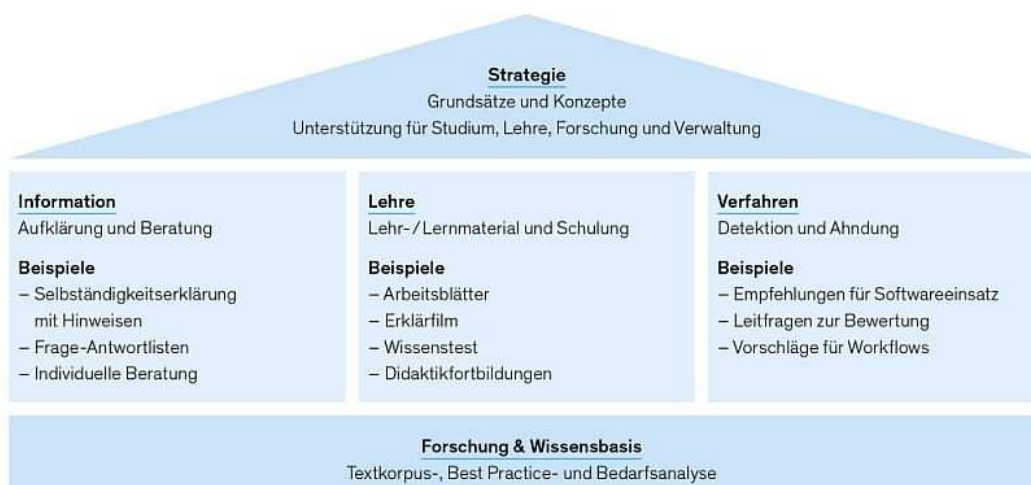 Strategie
Grundsätze und Konzepte
Unterstützung für Studium, Lehre, Forschung und Verwaltung
Information
Aufklärung und Beratung
Beispiele
– Selbständigkeitserklärung
mit Hinweisen
– Frage-Antwortlisten
– Individuelle Beratung
Lehre
Lehr-/Lernmaterial und Schulung
Beispiele
– Arbeitsblätter
– Erklärfilm
– Wissenstest
– Didaktikfortbildungen
Verfahren
Detektion und Ahndung
Beispiele
– Empfehlungen für Softwareeinsatz
– Leitfragen zur Bewertung
– Vorschläge für Workflows
Forschung & Wissensbasis
Textkorpus-, Best Practice- und Bedarfsanalyse